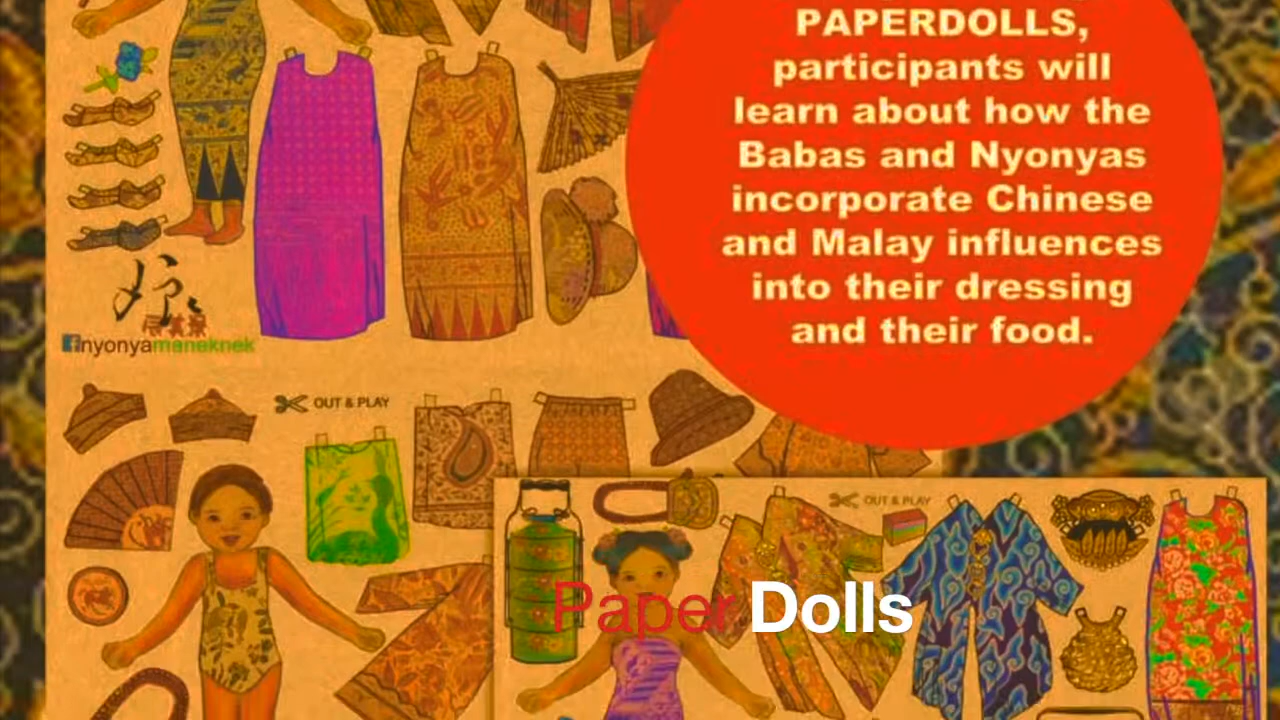 PAPERDOLLS,
participants will
learn about how the
Babas and Nyonyas
incorporate Chinese
and Malay influences
into their dressing
and their food.
nyonyamaneknek
OUT & PLAY
OUT & PLAY
Paper Dolls